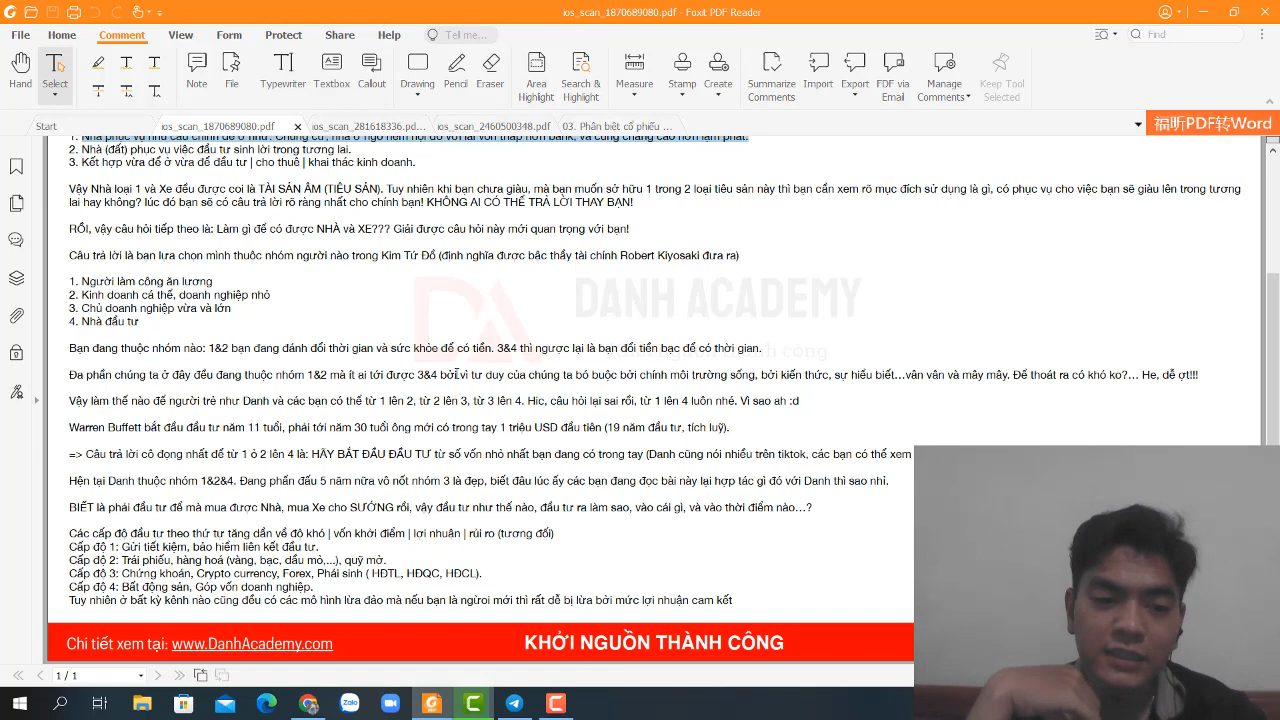 ios_scan_1870689080.pdf - Foxit PDF Reader
File Home Comment View Form Protect Share Help Tell me... Find
Hand Select Note File Typewriter Textbox Callout Drawing Pencil Eraser Area Highlight Search & Highlight Measure Stamp Create Summarize Comments Import Export FDF via Email Manage Comments Keep Tool Selected
Start ios_scan_1870689080.pdf ios_scan_281618336.pd... ios_scan_2460500348.pdf 03. Phân biệt cổ phiếu ... 福昕PDF转Word
1. Nhà phục vụ nhu cầu chính để ở như: Chung cư, nhà ở ngõ hẻm nội đô với lãi vốn thấp hơn bank, và cũng chẳng cao hơn lạm phát.
2. Nhà (đất) phục vụ việc đầu tư sinh lời trong tương lai.
3. Kết hợp vừa để ở vừa để đầu tư | cho thuê | khai thác kinh doanh.
Vậy Nhà loại 1 và Xe đều được coi là TÀI SẢN ÂM (TIÊU SẢN). Tuy nhiên khi bạn chưa giàu, mà bạn muốn sở hữu 1 trong 2 loại tiêu sản này thì bạn cần xem rõ mục đích sử dụng là gì, có phục vụ cho việc bạn sẽ giàu lên trong tương
lai hay không? lúc đó bạn sẽ có câu trả lời rõ ràng nhất cho chính bạn! KHÔNG AI CÓ THỂ TRẢ LỜI THAY BẠN!
RỒI, vậy câu hỏi tiếp theo là: Làm gì để có được NHÀ và XE??? Giải được câu hỏi này mới quan trọng với bạn!
Câu trả lời là bạn lựa chọn mình thuộc nhóm người nào trong Kim Tứ Đồ (định nghĩa được bậc thầy tài chính Robert Kiyosaki đưa ra)
DANH ACADEMY
1. Người làm công ăn lương
2. Kinh doanh cá thể, doanh nghiệp nhỏ
3. Chủ doanh nghiệp vừa và lớn
4. Nhà đầu tư
Bạn đang thuộc nhóm nào: 1&2 bạn đang đánh đổi thời gian và sức khỏe để có tiền. 3&4 thì ngược lại là bạn đổi tiền bạc để có thời gian.
Đa phần chúng ta ở đây đều đang thuộc nhóm 1&2 mà ít ai tới được 3&4 bởi vì tư duy của chúng ta bó buộc bởi chính môi trường sống, bởi kiến thức, sự hiểu biết…vân vân và mây mây. Để thoát ra có khó ko?… He, dễ ợt!!!
Vậy làm thế nào để người trẻ như Danh và các bạn có thể từ 1 lên 2, từ 2 lên 3, từ 3 lên 4. Hic, câu hỏi lại sai rồi, từ 1 lên 4 luôn nhé. Vì sao ah :d
Warren Buffett bắt đầu đầu tư năm 11 tuổi, phải tới năm 30 tuổi ông mới có trong tay 1 triệu USD đầu tiên (19 năm đầu tư, tích luỹ).
=> Câu trả lời cô đọng nhất để từ 1 ỏ 2 lên 4 là: HÃY BẮT ĐẦU ĐẦU TƯ từ số vốn nhỏ nhất bạn đang có trong tay (Danh cũng nói nhiều trên tiktok, các bạn có thể xem
Hện tại Danh thuộc nhóm 1&2&4. Đang phấn đấu 5 năm nữa vô nốt nhóm 3 là đẹp, biết đâu lúc ấy các bạn đang đọc bài này lại hợp tác gì đó với Danh thì sao nhỉ.
BIẾT là phải đầu tư để mà mua được Nhà, mua Xe cho SƯỚNG rồi, vậy đầu tư như thế nào, đầu tư ra làm sao, vào cái gì, và vào thời điểm nào…?
Các cấp độ đầu tư theo thứ tự tăng dần về độ khó | vốn khởi điểm | lợi nhuận | rủi ro (tương đối)
Cấp độ 1: Gửi tiết kiệm, bảo hiểm liên kết đầu tư.
Cấp độ 2: Trái phiếu, hàng hoá (vàng, bạc, dầu mỏ,...), quỹ mở.
Cấp độ 3: Chứng khoán, Crypto currency, Forex, Phái sinh ( HĐTL, HĐQC, HĐCL).
Cấp độ 4: Bất động sản, Góp vốn doanh nghiệp.
Tuy nhiên ở bất kỳ kênh nào cũng đều có các mô hình lừa đảo mà nếu bạn là người mới thì rất dễ bị lừa bởi mức lợi nhuận cam kết
Chi tiết xem tại: www.DanhAcademy.com KHỞI NGUỒN THÀNH CÔNG
1 / 1
Zalo